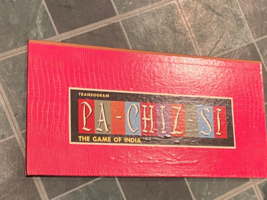 TRANSOGRAM
PA-CHIZ-SI
THE GAME OF INDIA